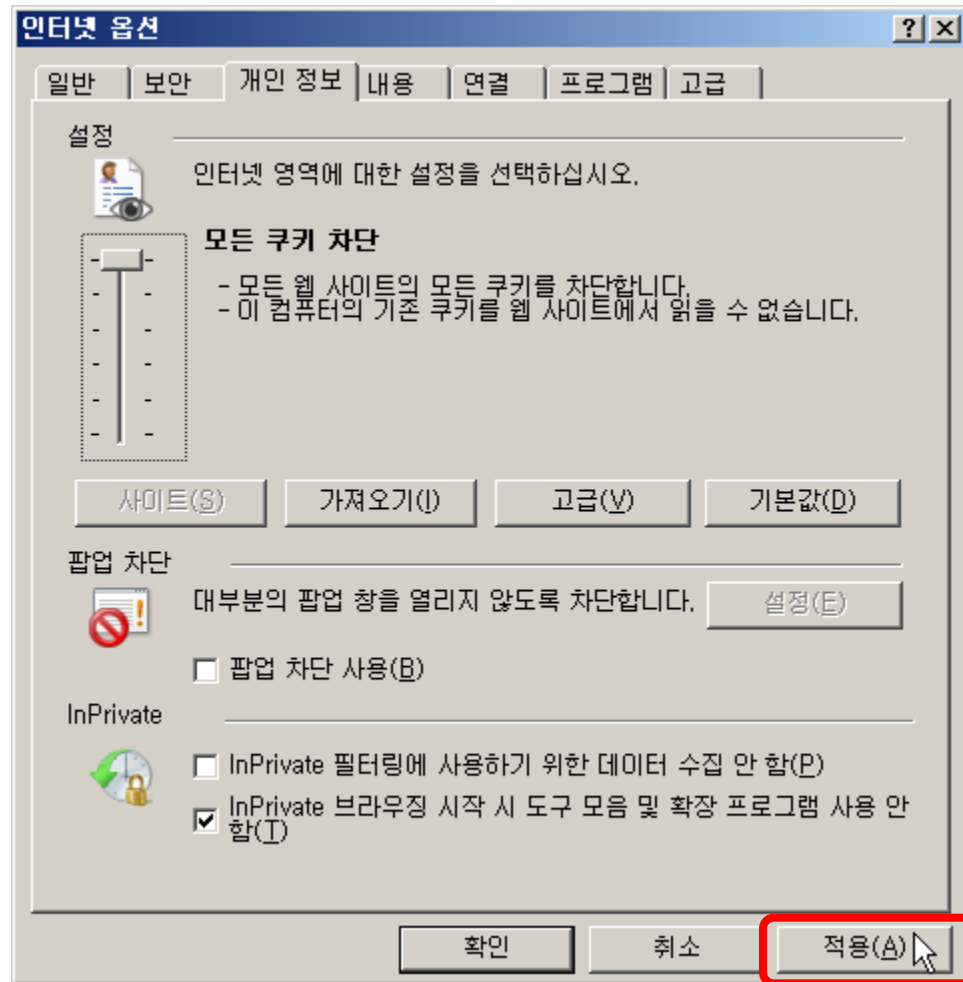 인터넷 옵션
일반 보안 개인 정보 내용 연결 프로그램 고급
설정
인터넷 영역에 대한 설정을 선택하십시오.
모든 쿠키 차단
- 모든 웹 사이트의 모든 쿠키를 차단합니다.
- 이 컴퓨터의 기존 쿠키를 웹 사이트에서 읽을 수 없습니다.
사이트(S) 가져오기(I) 고급(V) 기본값(D)
팝업 차단
대부분의 팝업 창을 열리지 않도록 차단합니다. 설정(E)
팝업 차단 사용(B)
InPrivate
InPrivate 필터링에 사용하기 위한 데이터 수집 안 함(P)
InPrivate 브라우징 시작 시 도구 모음 및 확장 프로그램 사용 안
함(T)
확인 취소 적용(A)